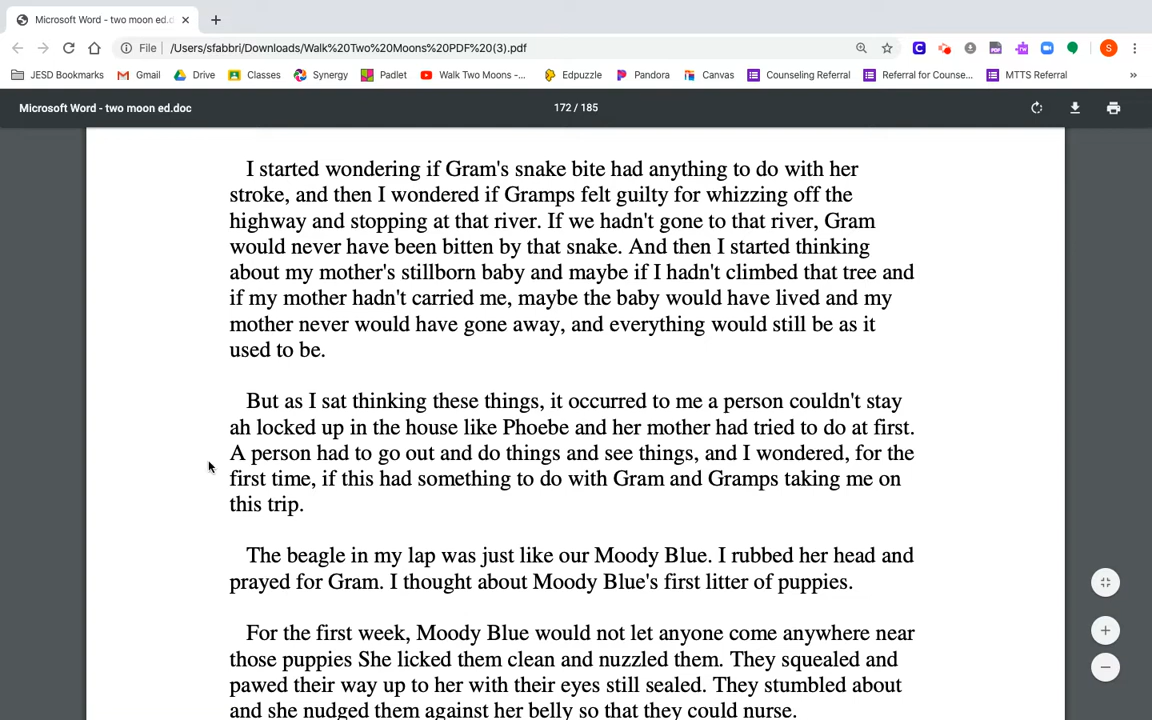 Microsoft Word - two moon ed.d
File /Users/sfabbri/Downloads/Walk%20Two%20Moons%20PDF%20(3).pdf
S
JESD Bookmarks Gmail Drive Classes Synergy Padlet Walk Two Moons -... Edpuzzle Pandora Canvas Counseling Referral Referral for Counse... MTTS Referral »
Microsoft Word - two moon ed.doc 172 / 185
I started wondering if Gram's snake bite had anything to do with her
stroke, and then I wondered if Gramps felt guilty for whizzing off the
highway and stopping at that river. If we hadn't gone to that river, Gram
would never have been bitten by that snake. And then I started thinking
about my mother's stillborn baby and maybe if I hadn't climbed that tree and
if my mother hadn't carried me, maybe the baby would have lived and my
mother never would have gone away, and everything would still be as it
used to be.
But as I sat thinking these things, it occurred to me a person couldn't stay
ah locked up in the house like Phoebe and her mother had tried to do at first.
A person had to go out and do things and see things, and I wondered, for the
first time, if this had something to do with Gram and Gramps taking me on
this trip.
The beagle in my lap was just like our Moody Blue. I rubbed her head and
prayed for Gram. I thought about Moody Blue's first litter of puppies.
For the first week, Moody Blue would not let anyone come anywhere near
those puppies She licked them clean and nuzzled them. They squealed and
pawed their way up to her with their eyes still sealed. They stumbled about
and she nudged them against her belly so that they could nurse.